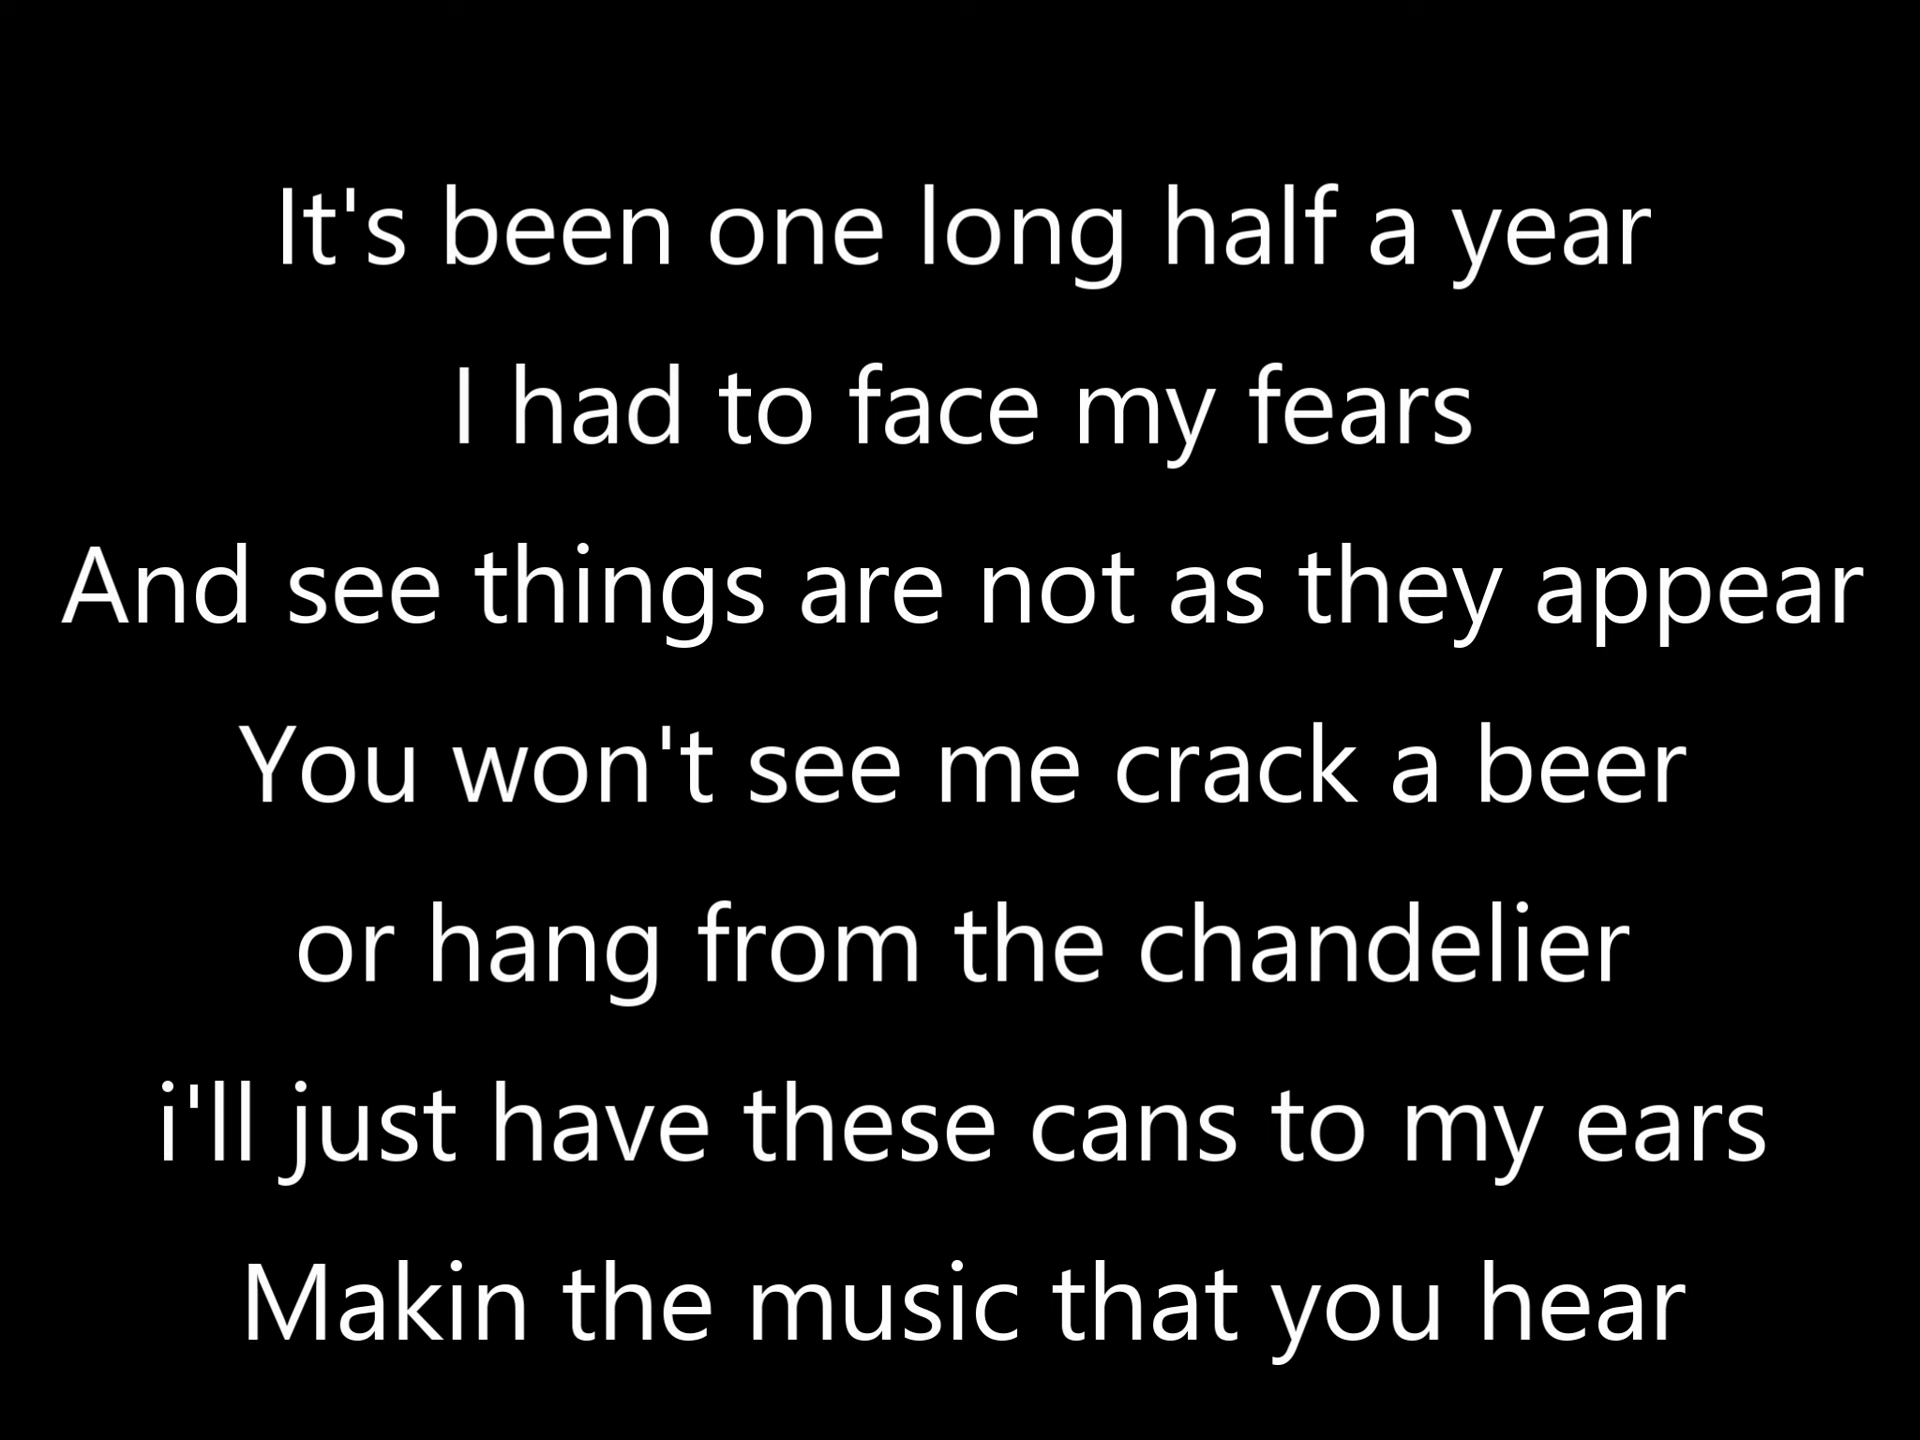 It's been one long half a year
I had to face my fears
And see things are not as they appear
You won't see me crack a beer
or hang from the chandelier
i'll just have these cans to my ears
Makin the music that you hear